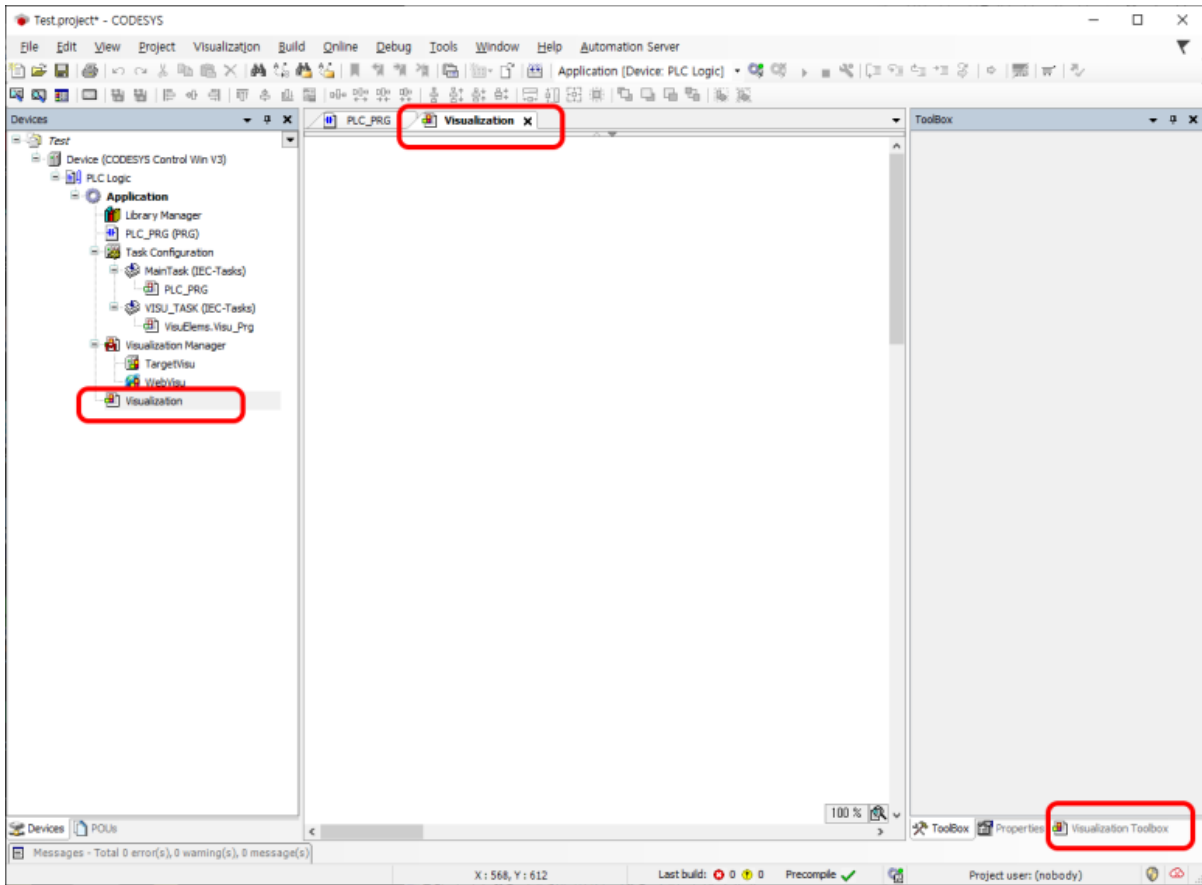 Test.project* - CODESYS
File Edit View Project Visualization Build Online Debug Tools Window Help Automation Server
Application [Device: PLC Logic]
Devices
PLC_PRG
Visualization
ToolBox
Test
Device (CODESYS Control Win V3)
PLC Logic
Application
Library Manager
PLC_PRG (PRG)
Task Configuration
MainTask (IEC-Tasks)
PLC_PRG
VISU_TASK (IEC-Tasks)
VisuElems.Visu_Prg
Visualization Manager
TargetVisu
WebVisu
Visualization
100 %
Devices POUs
ToolBox Properties Visualization Toolbox
Messages - Total 0 error(s), 0 warning(s), 0 message(s)
X : 568, Y : 612 Last build: 0 0 Precompile Project user: (nobody)